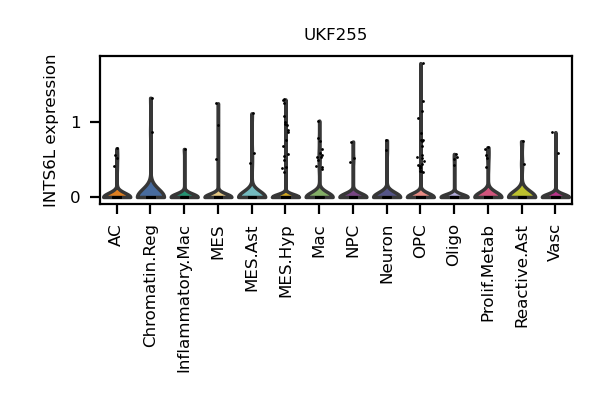 UKF255
INTS6L expression
1
0
AC
Chromatin.Reg
Inflammatory.Mac
MES
MES.Ast
MES.Hyp
Mac
NPC
Neuron
OPC
Oligo
Prolif.Metab
Reactive.Ast
Vasc